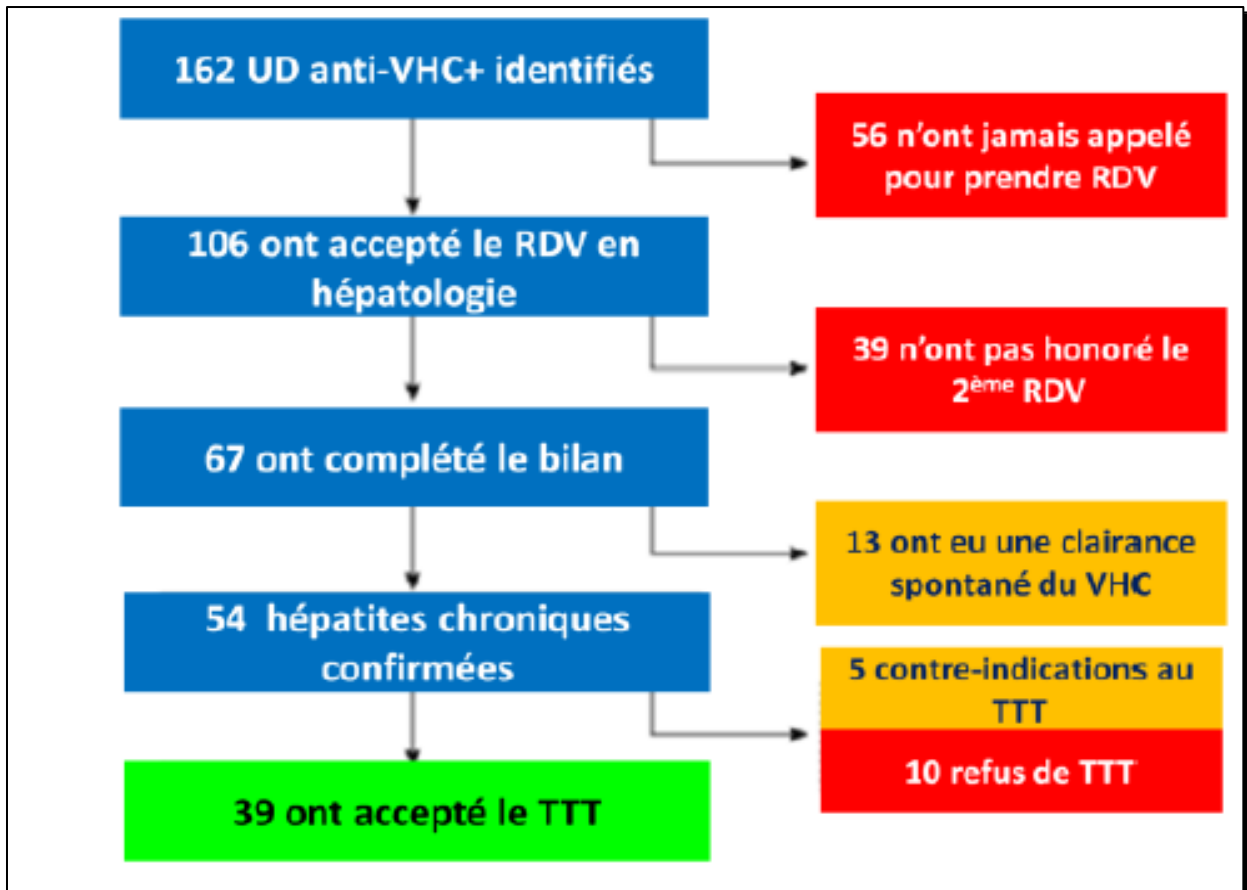 162 UD anti-VHC+ identifiés
56 n'ont jamais appelé
pour prendre RDV
106 ont accepté le RDV en
hépatologie
39 n'ont pas honoré le
2ème RDV
67 ont complété le bilan
13 ont eu une clairance
spontané du VHC
54 hépatites chroniques
confirmées
5 contre-indications au
TTT
10 refus de TTT
39 ont accepté le TTT